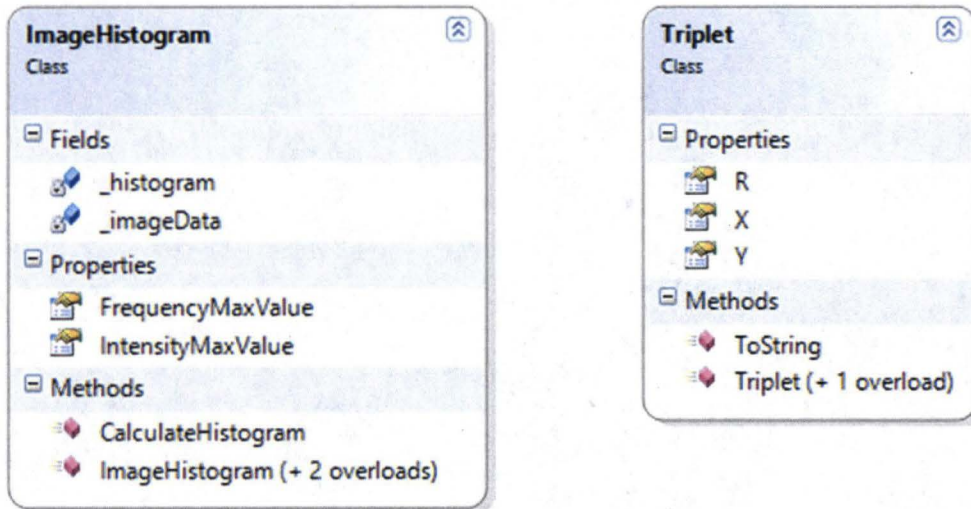 ImageHistogram
Class
Fields
_histogram
_imageData
Properties
FrequencyMaxValue
IntensityMaxValue
Methods
CalculateHistogram
ImageHistogram (+ 2 overloads)
Triplet
Class
Properties
R
X
Y
Methods
ToString
Triplet (+ 1 overload)